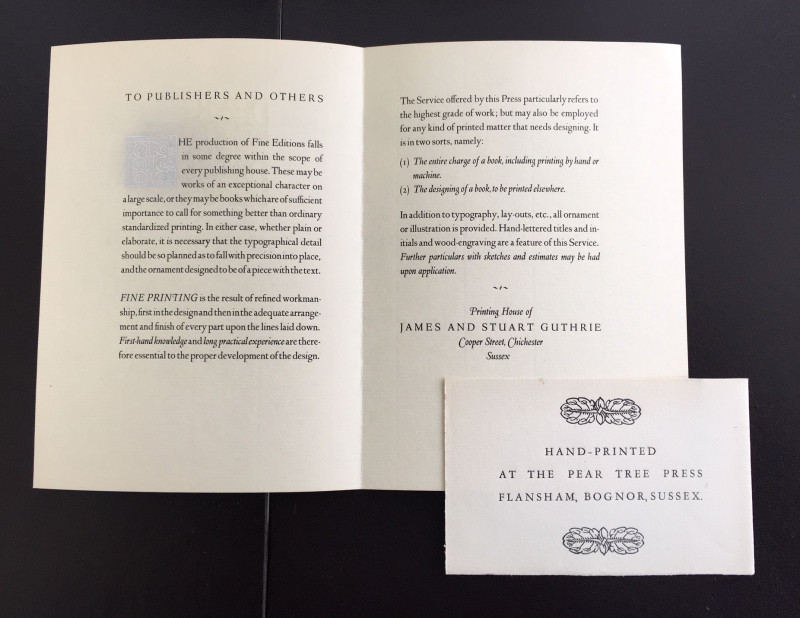 TO PUBLISHERS AND OTHERS
THE production of Fine Editions falls
in some degree within the scope of
every publishing house. These may be
works of an exceptional character on
a large scale, or they may be books which are of sufficient
importance to call for something better than ordinary
standardized printing. In either case, whether plain or
elaborate, it is necessary that the typographical detail
should be so planned as to fall with precision into place,
and the ornament designed to be of a piece with the text.
FINE PRINTING is the result of refined workman-
ship, first in the design and then in the adequate arrange-
ment and finish of every part upon the lines laid down.
First-hand knowledge and long practical experience are there-
fore essential to the proper development of the design.
The Service offered by this Press particularly refers to
the highest grade of work; but may also be employed
for any kind of printed matter that needs designing. It
is in two sorts, namely:
(1) The entire charge of a book, including printing by hand or
machine.
(2) The designing of a book, to be printed elsewhere.
In addition to typography, lay-outs, etc., all ornament
or illustration is provided. Hand-lettered titles and in-
itials and wood-engraving are a feature of this Service.
Further particulars with sketches and estimates may be had
upon application.
Printing House of
JAMES AND STUART GUTHRIE
Cooper Street, Chichester
Sussex
HAND-PRINTED
AT THE PEAR TREE PRESS
FLANSHAM, BOGNOR, SUSSEX.